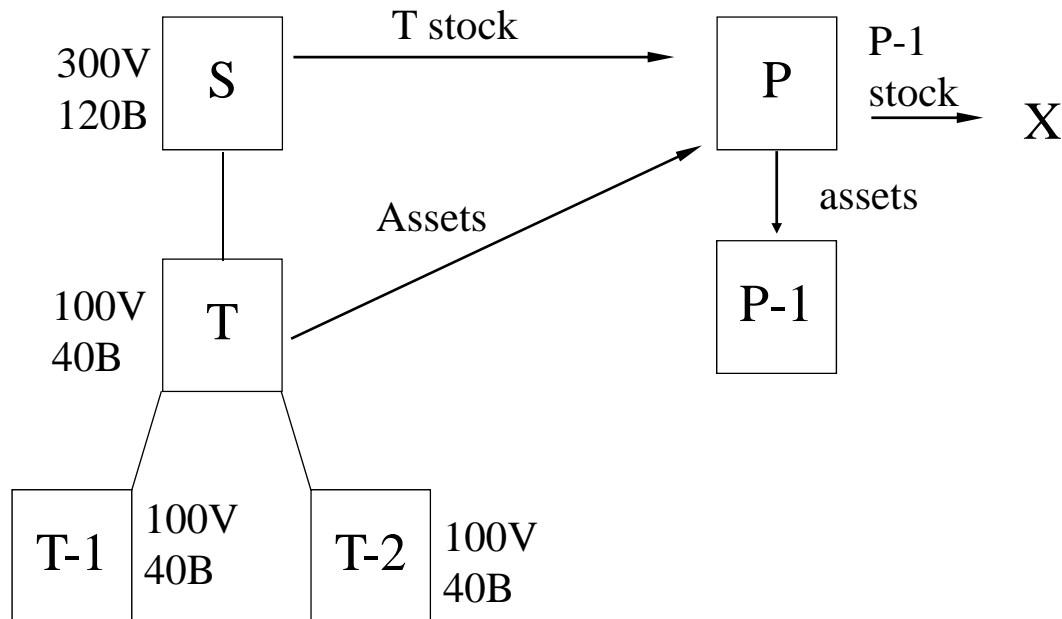 T stock
300V
120B
S
P
P-1
stock
X
Assets
assets
100V
40B
T
P-1
T-1
100V
40B
T-2
100V
40B